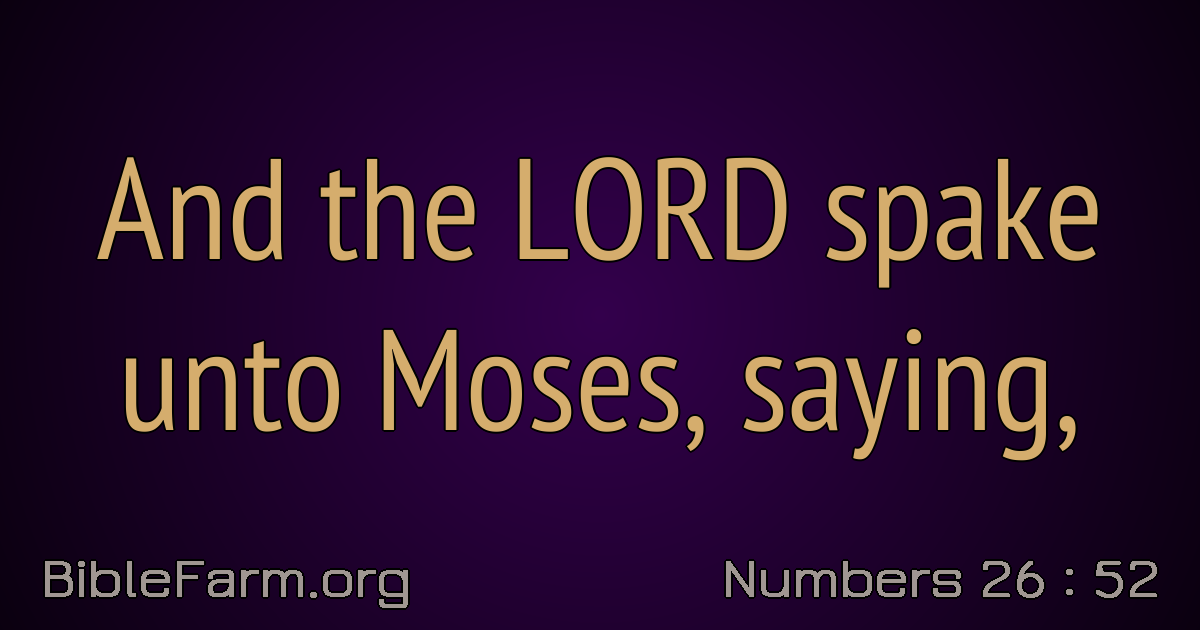 And the LORD spake
unto Moses, saying,
BibleFarm.org
Numbers 26 : 52